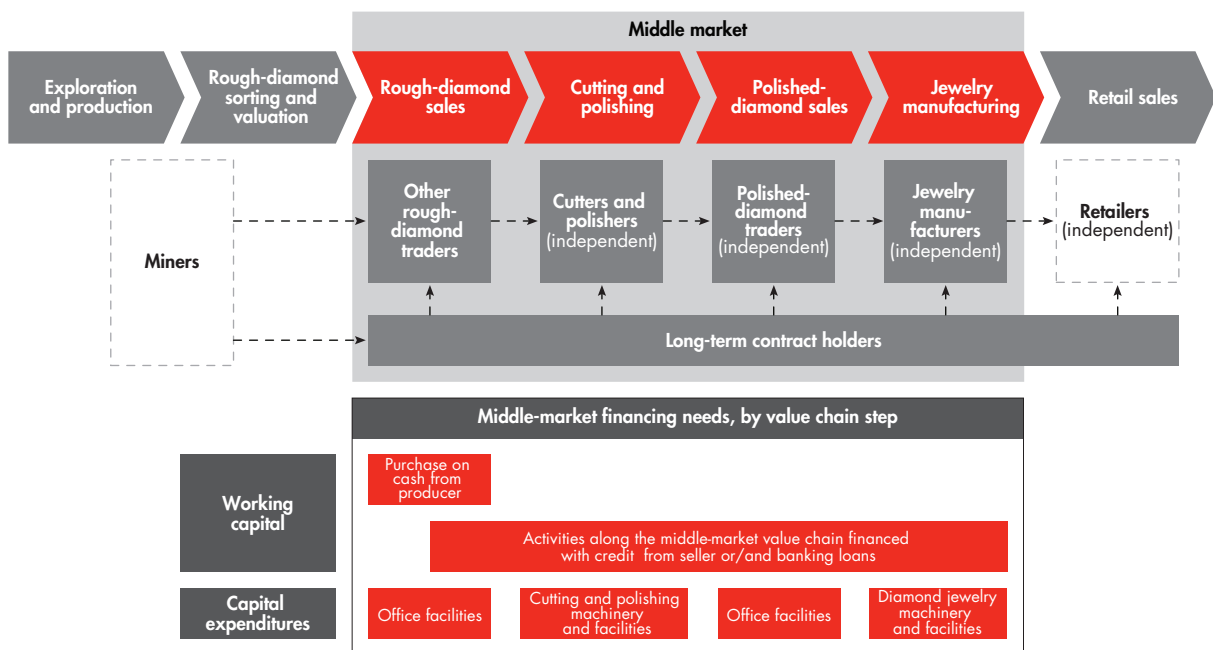 Middle market
Exploration
and production
Rough-diamond
sorting and
valuation
Rough-diamond
sales
Cutting and
polishing
Polished-
diamond sales
Jewelry
manufacturing
Retail sales
Miners
Other
rough-
diamond
traders
Cutters and
polishers
(independent)
Polished-
diamond
traders
(independent)
Jewelry
manu-
facturers
(independent)
Retailers
(independent)
Long-term contract holders
Middle-market financing needs, by value chain step
Working
capital
Purchase on
cash from
producer
Activities along the middle-market value chain financed
with credit from seller or/and banking loans
Capital
expenditures
Office facilities
Cutting and polishing
machinery
and facilities
Office facilities
Diamond jewelry
machinery
and facilities